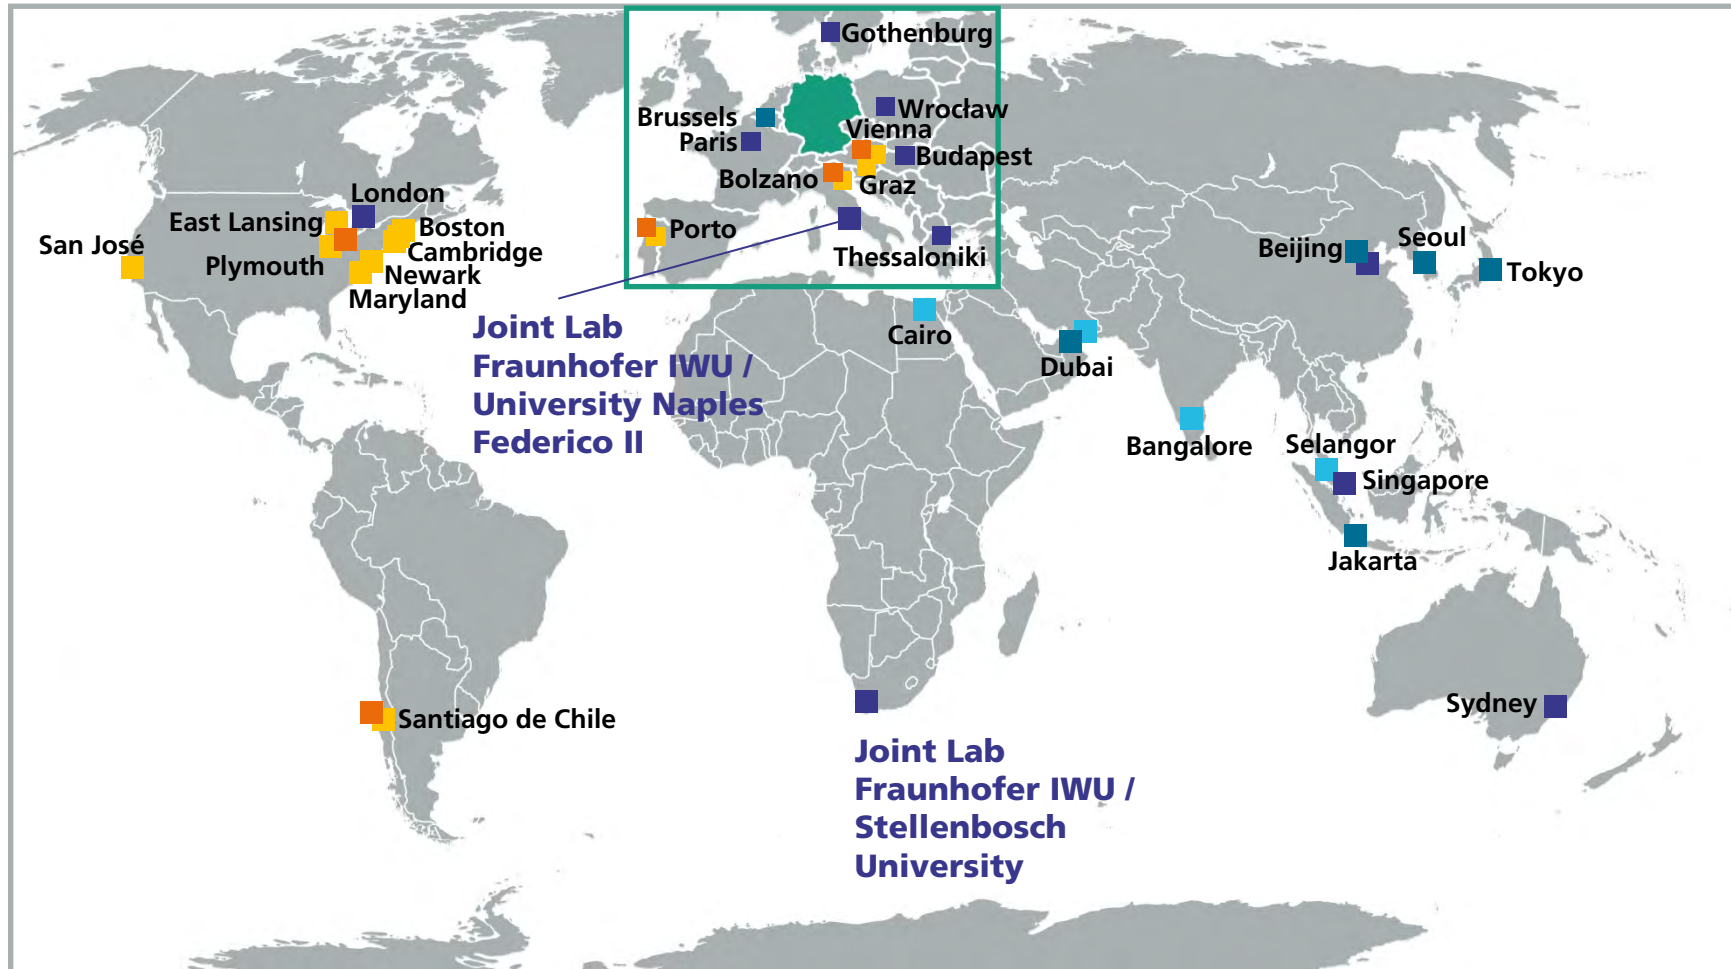 Gothenburg
Brussels
Wrocław
Paris
Vienna
Budapest
Bolzano
Graz
Porto
Thessaloniki
London
East Lansing
Boston
San José
Cambridge
Plymouth
Newark
Maryland
Beijing
Seoul
Tokyo
Cairo
Dubai
Joint Lab
Fraunhofer IWU /
University Naples
Federico II
Bangalore
Selangor
Singapore
Jakarta
Santiago de Chile
Sydney
Joint Lab
Fraunhofer IWU /
Stellenbosch
University